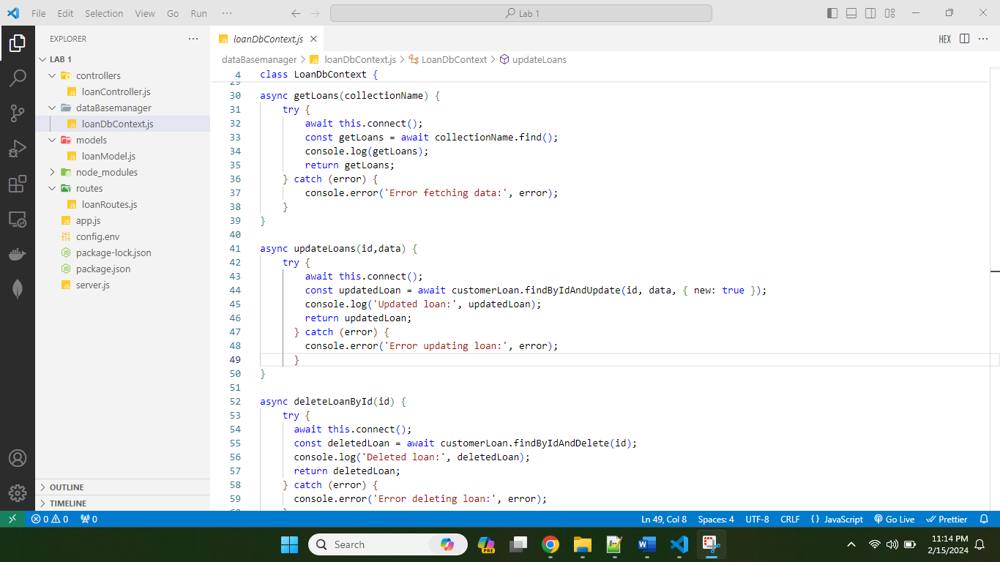 File Edit Selection View Go Run ··· Lab 1
EXPLORER ···
LAB 1
controllers
loanController.js
dataBasemanager
loanDbContext.js
models
loanModel.js
node_modules
routes
loanRoutes.js
app.js
config.env
package-lock.json
package.json
server.js
OUTLINE
TIMELINE
loanDbContext.js HEX ···
dataBasemanager > loanDbContext.js > LoanDbContext > updateLoans
4 class LoanDbContext {
29
30 async getLoans(collectionName) {
31 try {
32 await this.connect();
33 const getLoans = await collectionName.find();
34 console.log(getLoans);
35 return getLoans;
36 } catch (error) {
37 console.error('Error fetching data:', error);
38 }
39 }
40
41 async updateLoans(id,data) {
42 try {
43 await this.connect();
44 const updatedLoan = await customerLoan.findByIdAndUpdate(id, data, { new: true });
45 console.log('Updated loan:', updatedLoan);
46 return updatedLoan;
47 } catch (error) {
48 console.error('Error updating loan:', error);
49 }
50 }
51
52 async deleteLoanById(id) {
53 try {
54 await this.connect();
55 const deletedLoan = await customerLoan.findByIdAndDelete(id);
56 console.log('Deleted loan:', deletedLoan);
57 return deletedLoan;
58 } catch (error) {
59 console.error('Error deleting loan:', error);
0 0 0 Ln 49, Col 8 Spaces: 4 UTF-8 CRLF {} JavaScript Go Live Prettier
Search PRE 11:14 PM
2/15/2024